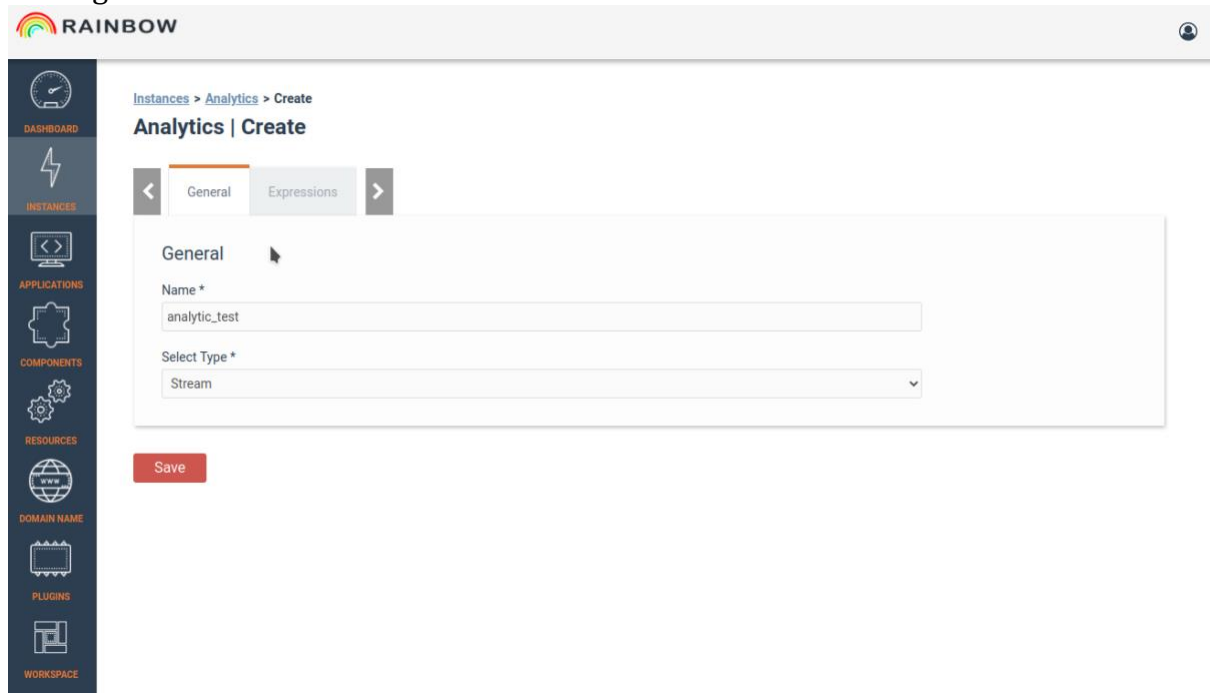 RAINBOW
DASHBOARD
INSTANCES
APPLICATIONS
COMPONENTS
RESOURCES
WWW
DOMAIN NAME
PLUGINS
WORKSPACE
Instances > Analytics > Create
Analytics | Create
< General Expressions >
General
Name *
analytic_test
Select Type *
Stream
Save